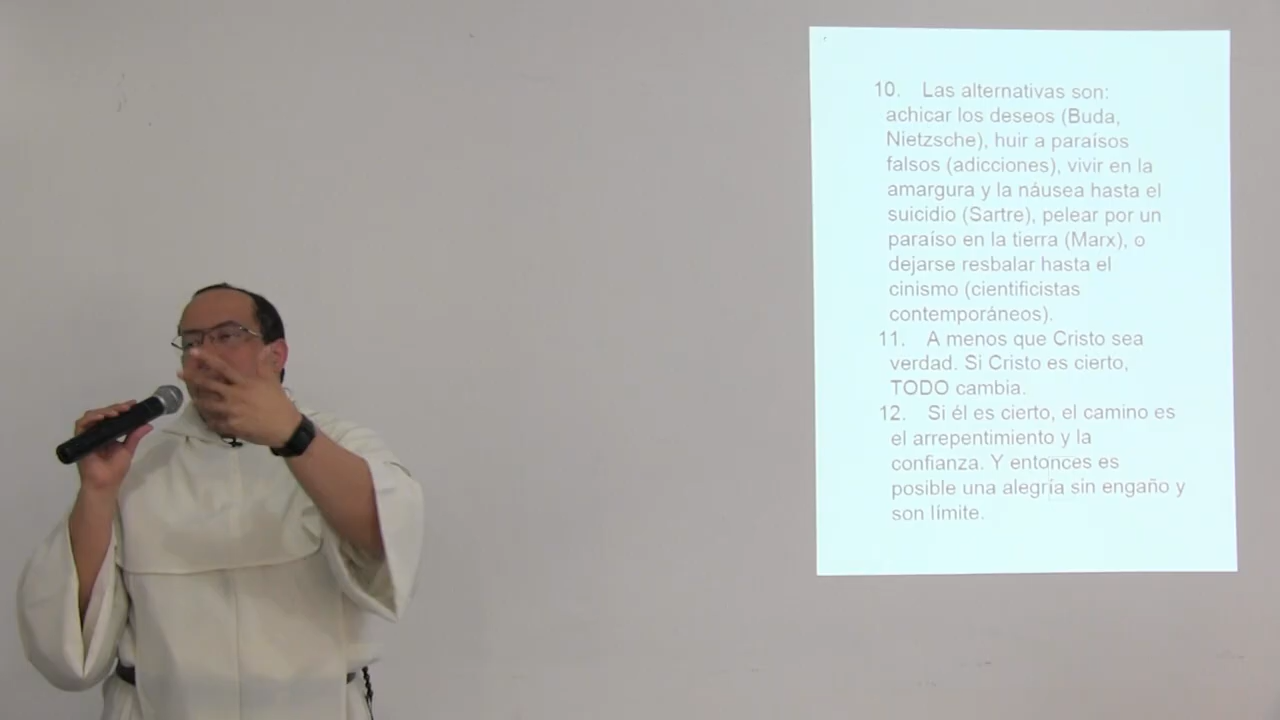 10. Las alternativas son:
achicar los deseos (Buda,
Nietzsche), huir a paraísos
falsos (adicciones), vivir en la
amargura y la náusea hasta el
suicidio (Sartre), pelear por un
paraíso en la tierra (Marx), o
dejarse resbalar hasta el
cinismo (cientificistas
contemporáneos).
11. A menos que Cristo sea
verdad. Si Cristo es cierto,
TODO cambia.
12. Si él es cierto, el camino es
el arrepentimiento y la
confianza. Y entonces es
posible una alegría sin engaño y
son límite.